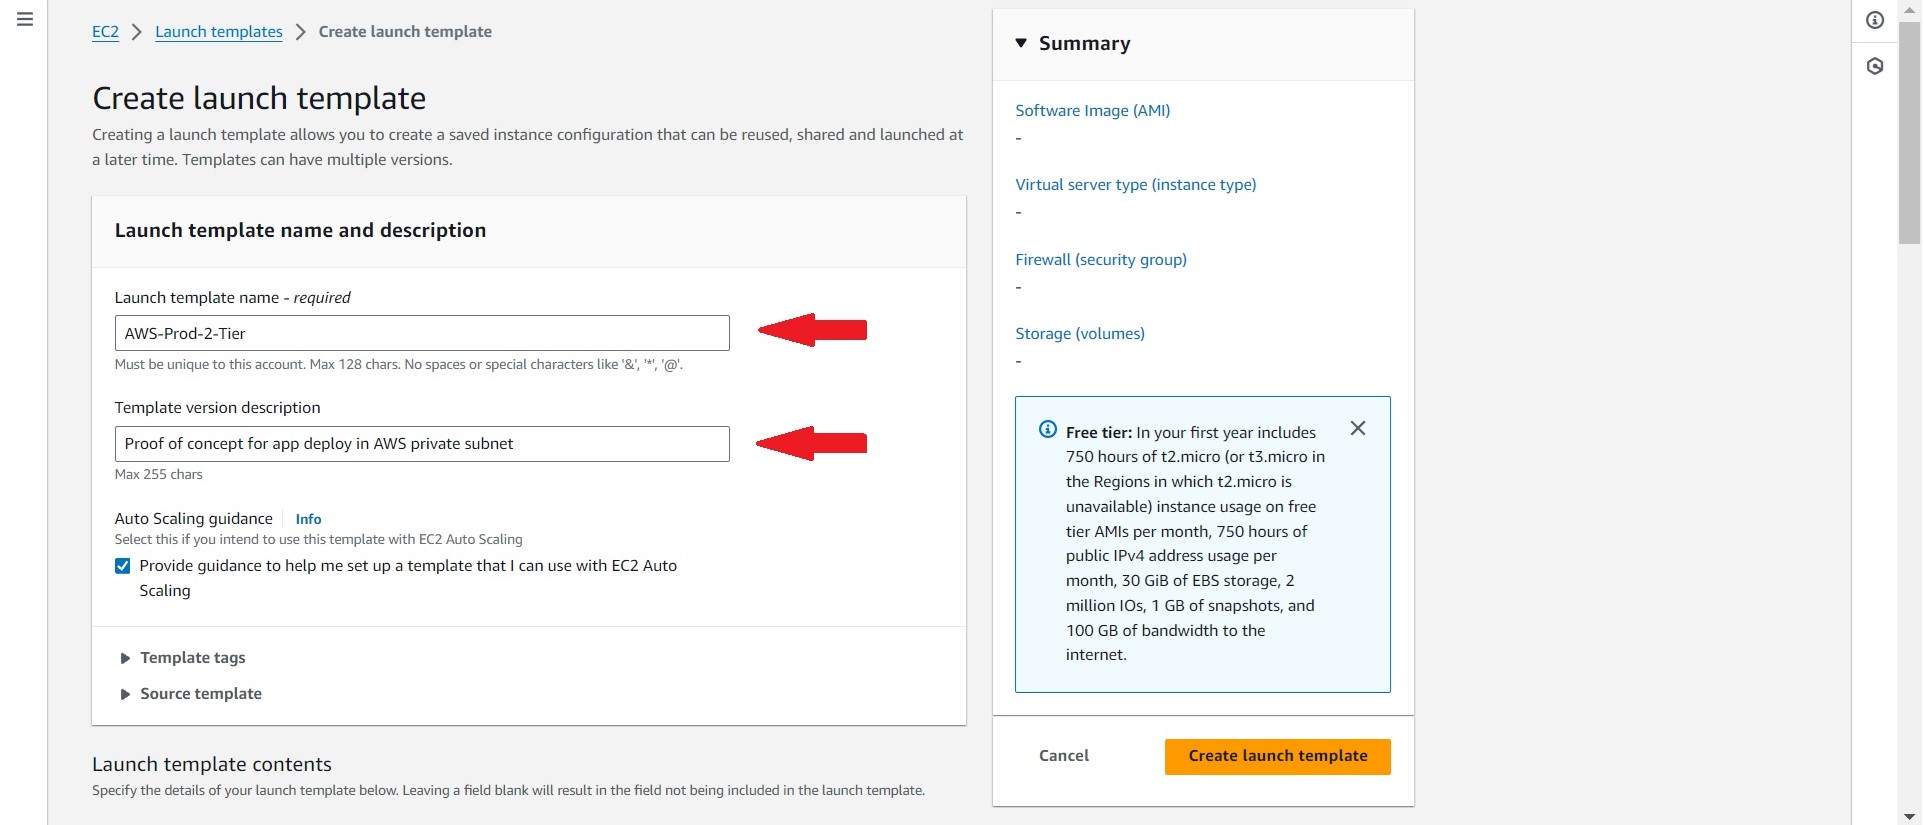 EC2 > Launch templates > Create launch template
Create launch template
Creating a launch template allows you to create a saved instance configuration that can be reused, shared and launched at
a later time. Templates can have multiple versions.
Launch template name and description
Launch template name - required
AWS-Prod-2-Tier
Must be unique to this account. Max 128 chars. No spaces or special characters like '&', '*', '@'.
Template version description
Proof of concept for app deploy in AWS private subnet
Max 255 chars
Auto Scaling guidance Info
Select this if you intend to use this template with EC2 Auto Scaling
Provide guidance to help me set up a template that I can use with EC2 Auto
Scaling
Template tags
Source template
Launch template contents
Specify the details of your launch template below. Leaving a field blank will result in the field not being included in the launch template.
Summary
Software Image (AMI)
-
Virtual server type (instance type)
-
Firewall (security group)
-
Storage (volumes)
-
Free tier: In your first year includes
750 hours of t2.micro (or t3.micro in
the Regions in which t2.micro is
unavailable) instance usage on free
tier AMIs per month, 750 hours of
public IPv4 address usage per
month, 30 GiB of EBS storage, 2
million IOs, 1 GB of snapshots, and
100 GB of bandwidth to the
internet.
Cancel
Create launch template